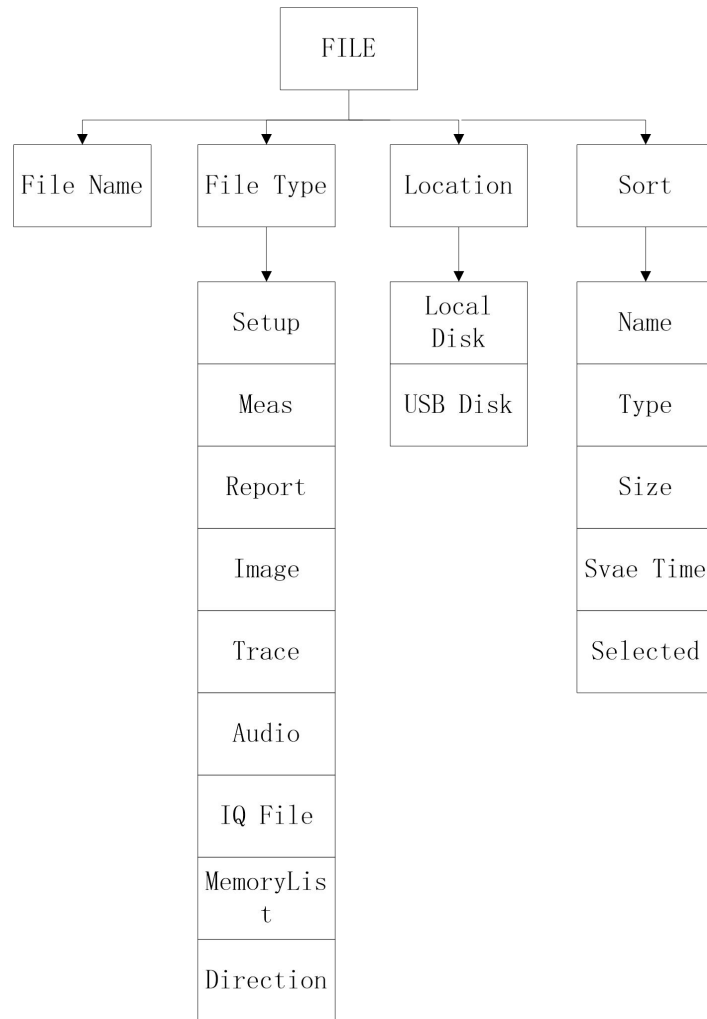 FILE
File Name
File Type
Location
Sort
Setup
Meas
Report
Image
Trace
Audio
IQ File
MemoryLis
t
Direction
Local
Disk
USB Disk
Name
Type
Size
Svae Time
Selected